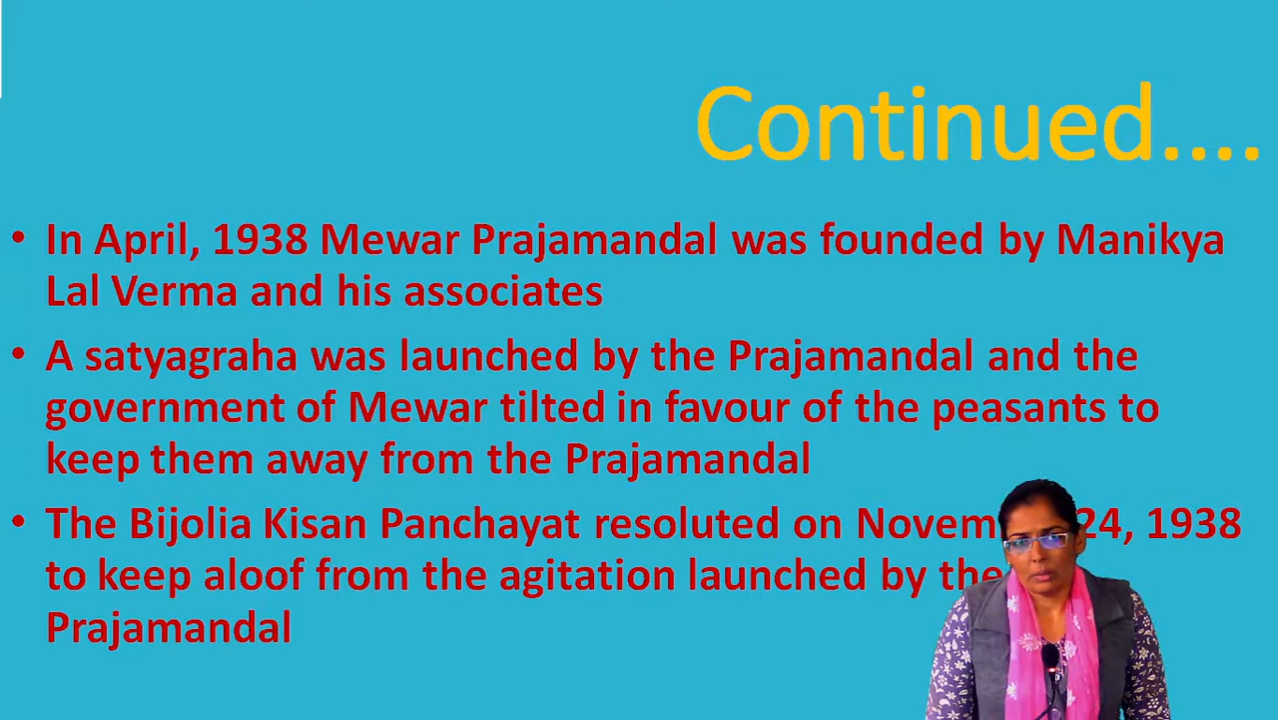 Continued....
• In April, 1938 Mewar Prajamandal was founded by Manikya
Lal Verma and his associates
• A satyagraha was launched by the Prajamandal and the
government of Mewar tilted in favour of the peasants to
keep them away from the Prajamandal
• The Bijolia Kisan Panchayat resoluted on 24, 1938
to keep aloof from the agitation launched by the
Prajamandal